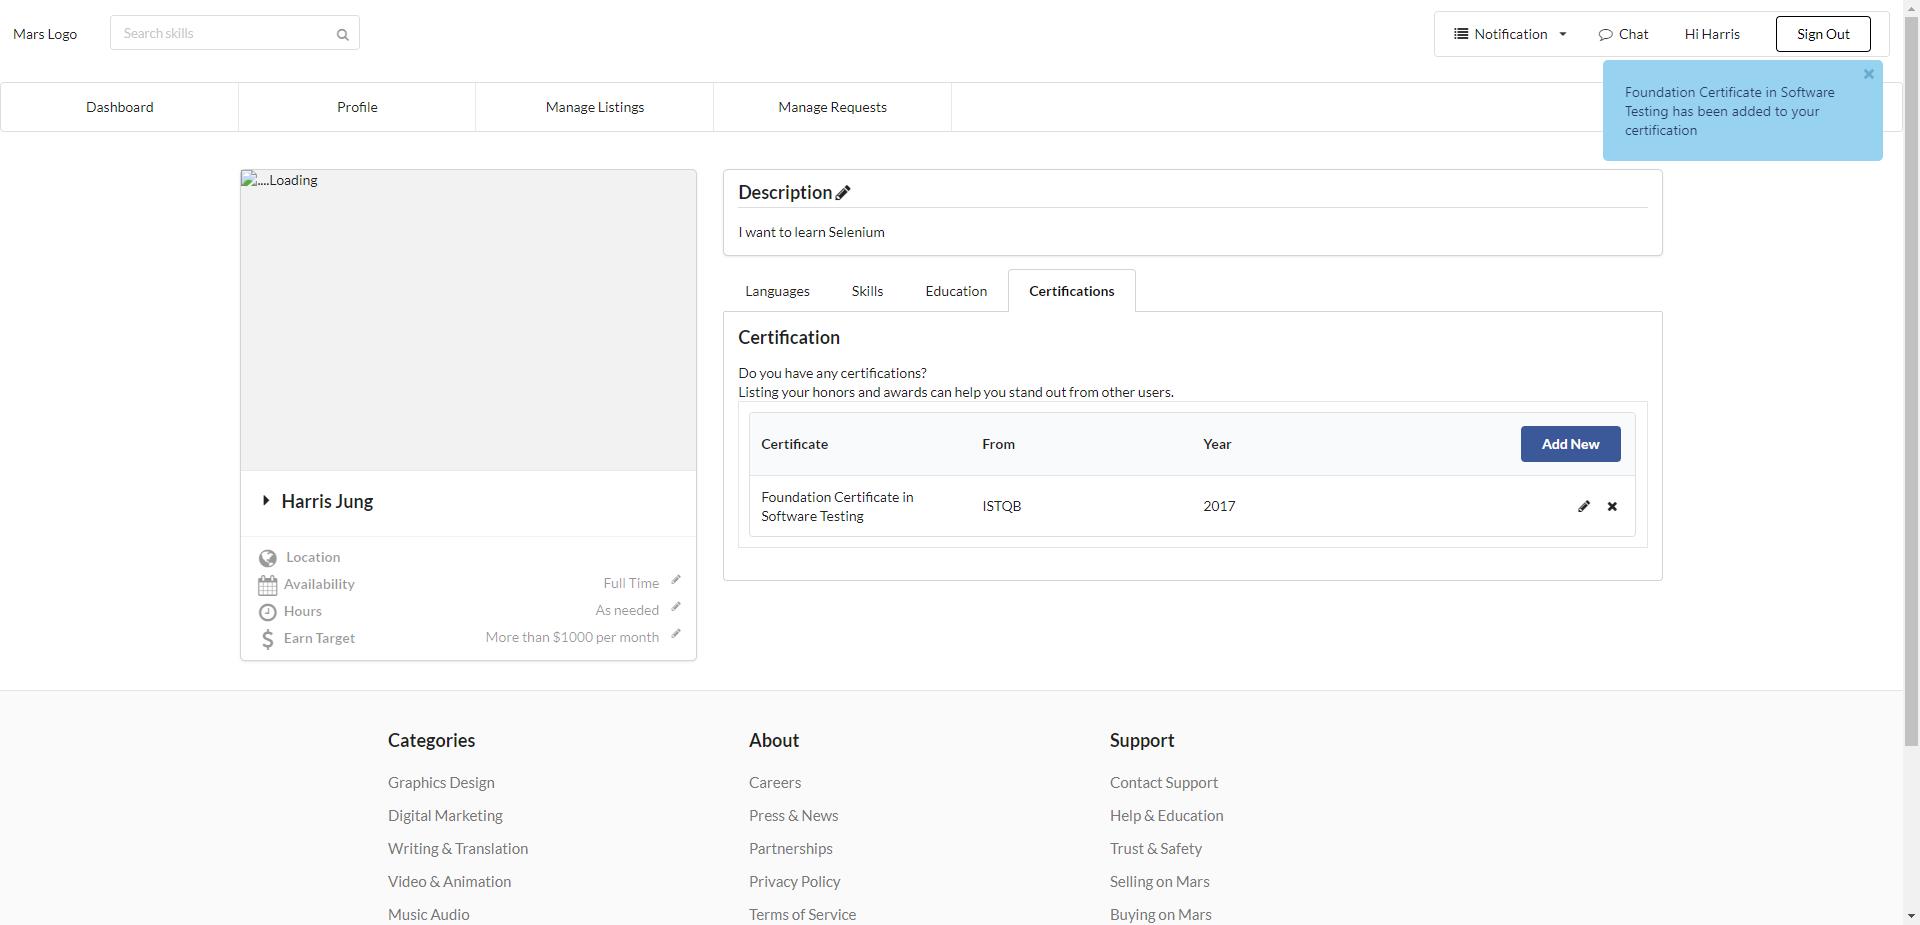 Mars Logo
Search skills
Notification
Chat
Hi Harris
Sign Out
Foundation Certificate in Software
Testing has been added to your
certification
Dashboard
Profile
Manage Listings
Manage Requests
....Loading
Harris Jung
Location
Availability
Full Time
Hours
As needed
Earn Target
More than $1000 per month
Description
I want to learn Selenium
Languages
Skills
Education
Certifications
Certification
Do you have any certifications?
Listing your honors and awards can help you stand out from other users.
Certificate
From
Year
Add New
Foundation Certificate in
Software Testing
ISTQB
2017
Categories
Graphics Design
Digital Marketing
Writing & Translation
Video & Animation
Music Audio
About
Careers
Press & News
Partnerships
Privacy Policy
Terms of Service
Support
Contact Support
Help & Education
Trust & Safety
Selling on Mars
Buying on Mars